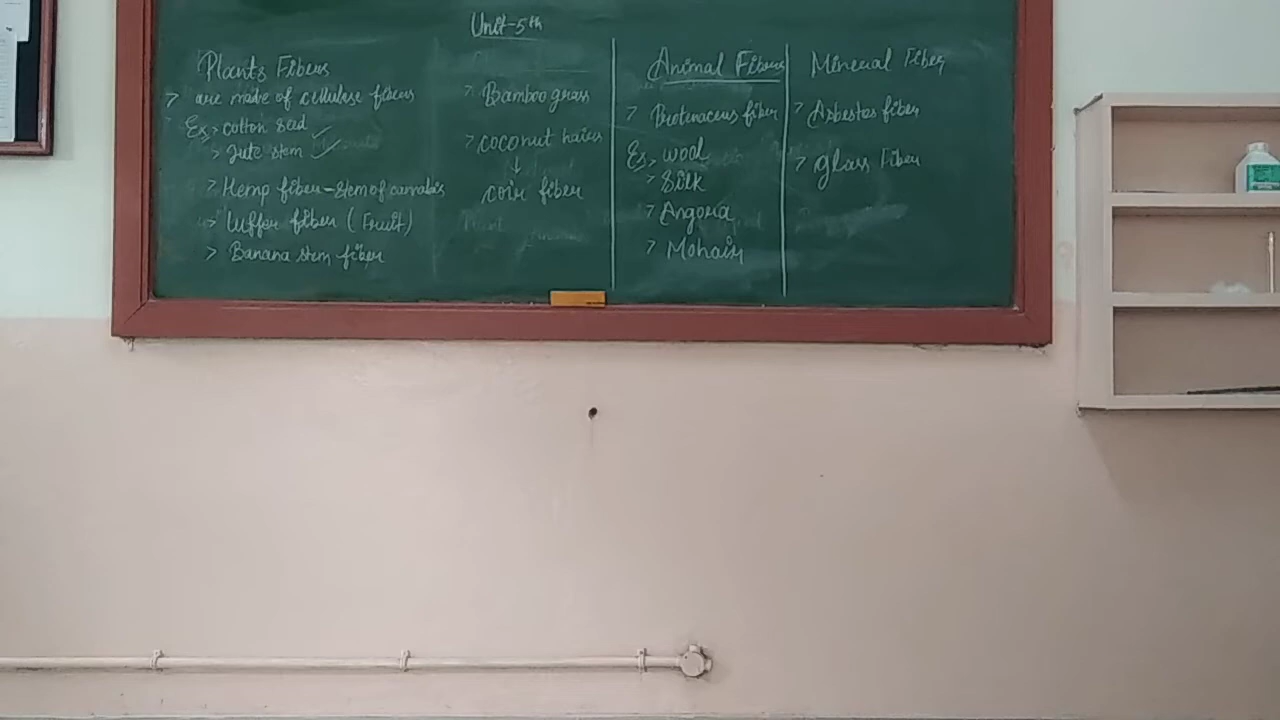 Unit-5th
Plants Fibers
> are made of cellulose fibers
Ex > cotton seed ✓
> Jute stem ✓
> Hemp fiber - stem of cannabis
> Luffer fiber (Fruit)
> Banana stem fiber
> Bamboo grass
> coconut hairs
↓
coir fiber
Animal Fibers
> Protenaceus fiber
Ex > wool
> Silk
> Angora
> Mohair
Mineral Fiber
> Asbestos fiber
> Glass Fiber